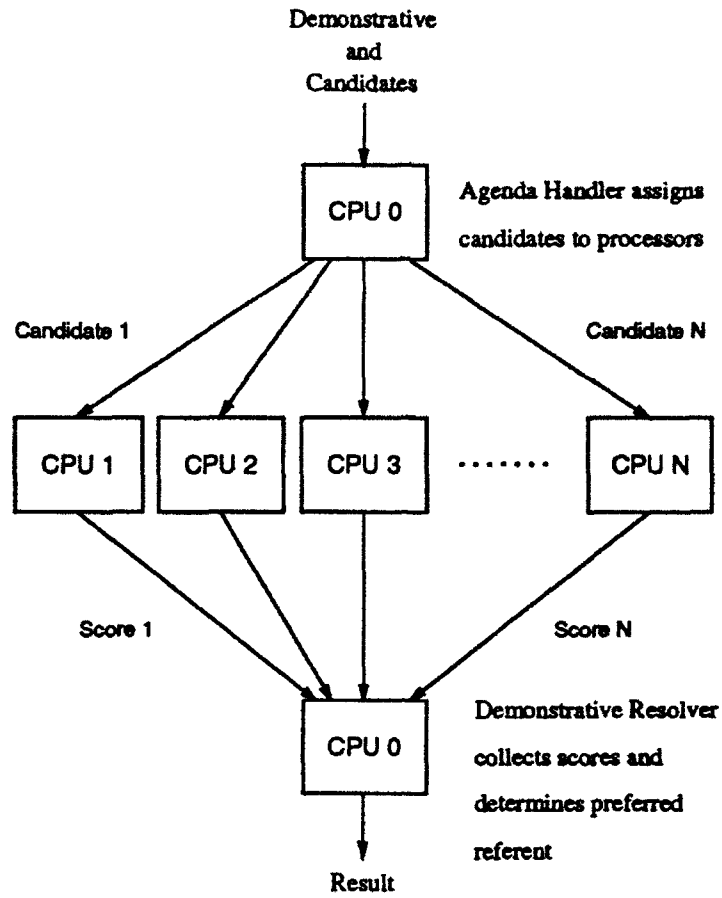 Demonstrative
and
Candidates
CPU 0
Agenda Handler assigns
candidates to processors
Candidate 1
Candidate N
CPU 1
CPU 2
CPU 3
.......
CPU N
Score 1
Score N
CPU 0
Demonstrative Resolver
collects scores and
determines preferred
referent
Result